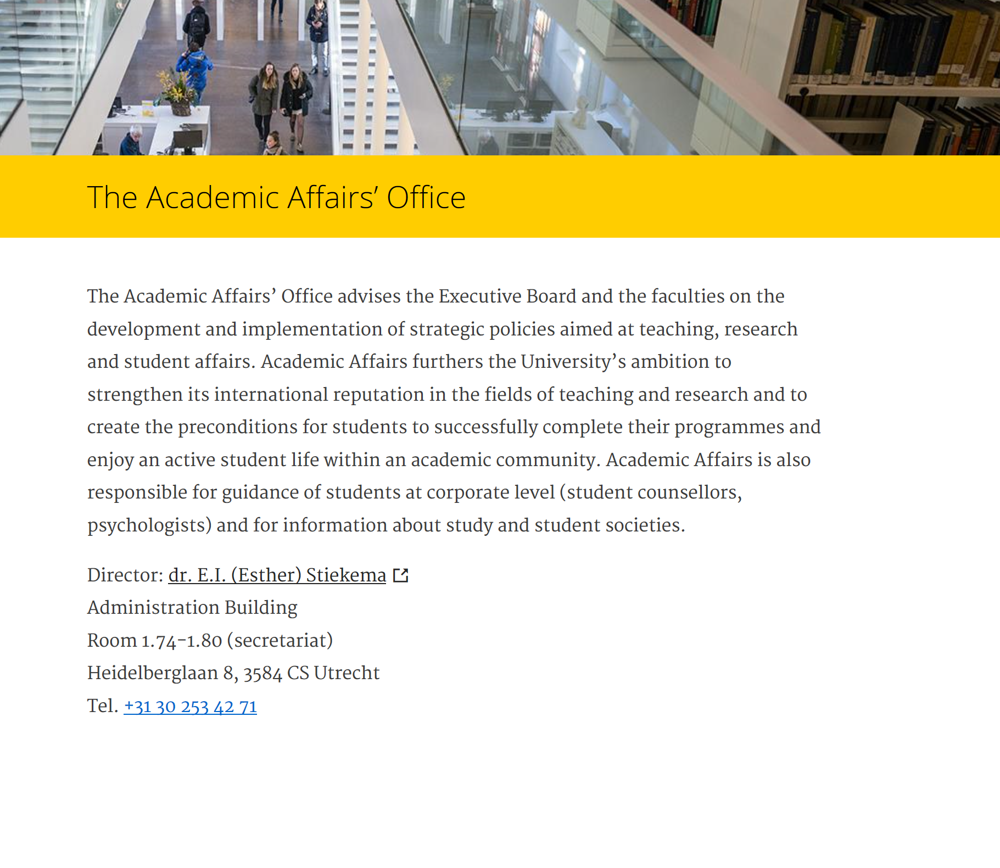 The Academic Affairs’ Office
The Academic Affairs’ Office advises the Executive Board and the faculties on the
development and implementation of strategic policies aimed at teaching, research
and student affairs. Academic Affairs furthers the University’s ambition to
strengthen its international reputation in the fields of teaching and research and to
create the preconditions for students to successfully complete their programmes and
enjoy an active student life within an academic community. Academic Affairs is also
responsible for guidance of students at corporate level (student counsellors,
psychologists) and for information about study and student societies.
Director: dr. E.I. (Esther) Stiekema
Administration Building
Room 1.74-1.80 (secretariat)
Heidelberglaan 8, 3584 CS Utrecht
Tel. +31 30 253 42 71